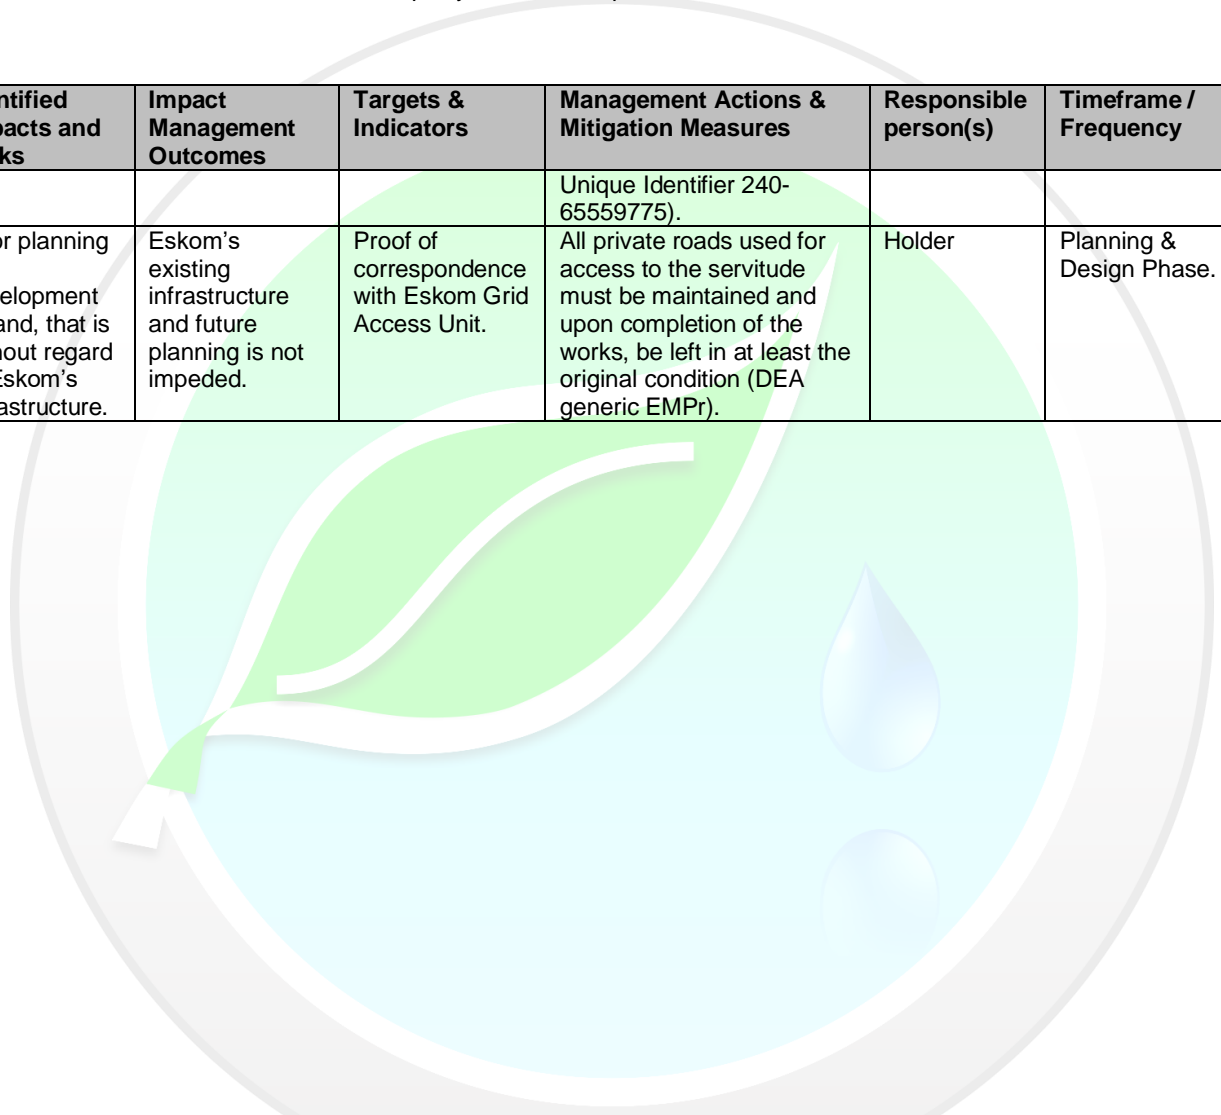 ntified
pacts and
ks
Impact
Management
Outcomes
Targets &
Indicators
Management Actions &
Mitigation Measures
Responsible
person(s)
Timeframe /
Frequency
Unique Identifier 240-
65559775).
or planning
elopment
and, that is
hout regard
Eskom's
astructure.
Eskom's
existing
infrastructure
and future
planning is not
impeded.
Proof of
correspondence
with Eskom Grid
Access Unit.
All private roads used for
access to the servitude
must be maintained and
upon completion of the
works, be left in at least the
original condition (DEA
generic EMPr).
Holder
Planning &
Design Phase.